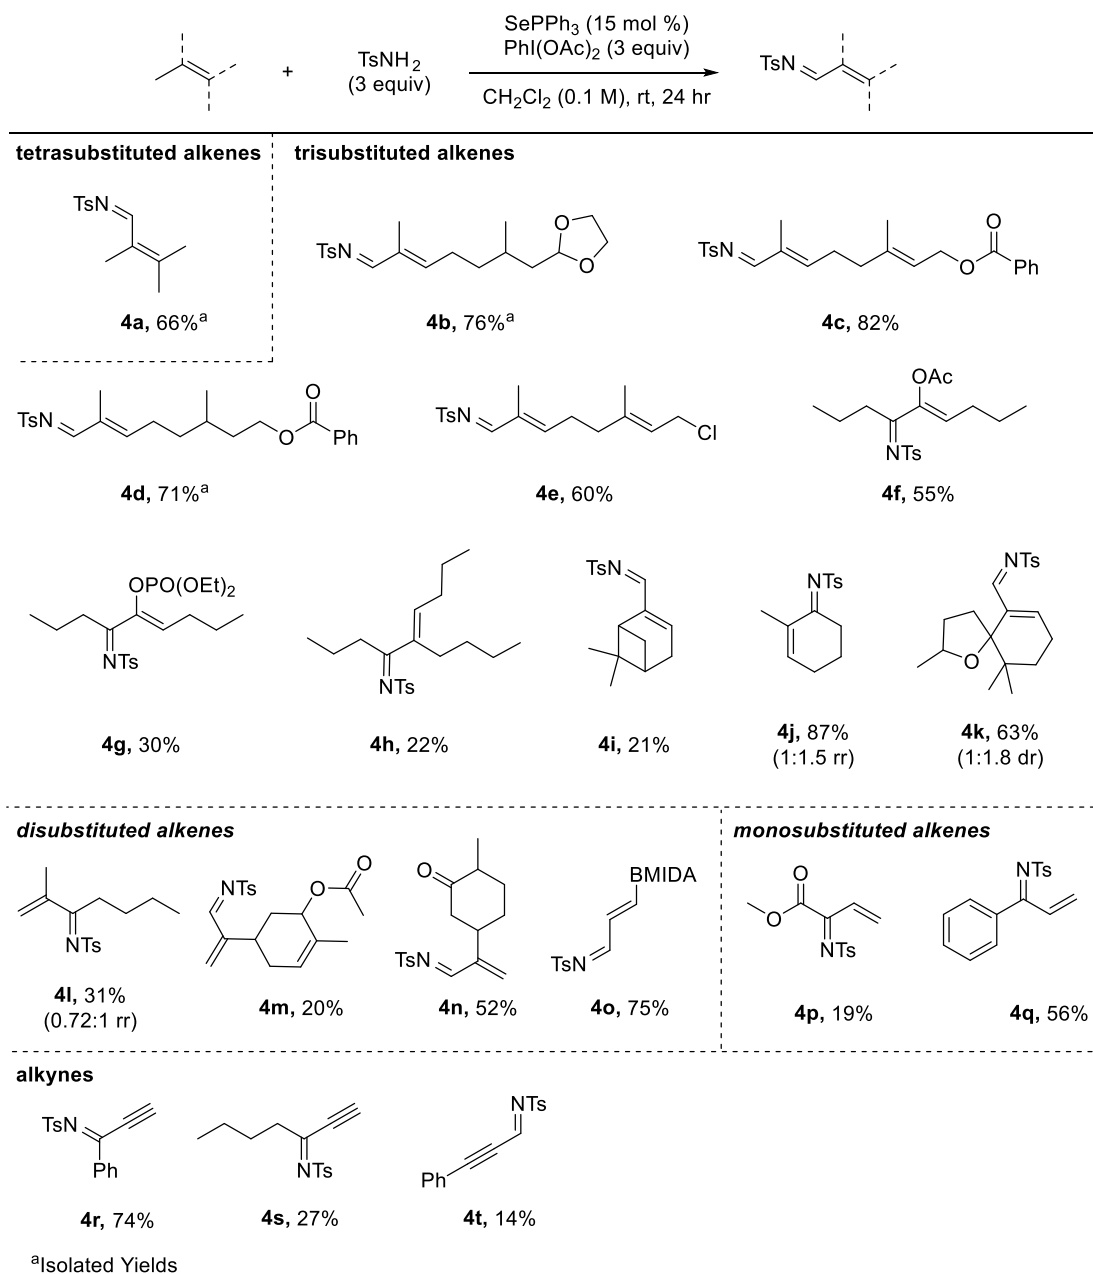 SePPh3 (15 mol %)
PhI(OAc)2 (3 equiv)
+
TsNH2
(3 equiv)
CH2Cl2 (0.1 M), rt, 24 hr
TsN
tetrasubstituted alkenes
trisubstituted alkenes
TsN
4a, 66%a
TsN
O
O
4b, 76%a
TsN
O
O
Ph
4c, 82%
TsN
O
O
Ph
4d, 71%a
TsN
Cl
4e, 60%
OAc
NTs
4f, 55%
OPO(OEt)2
NTs
4g, 30%
NTs
4h, 22%
TsN
4i, 21%
NTs
4j, 87%
(1:1.5 rr)
NTs
O
4k, 63%
(1:1.8 dr)
disubstituted alkenes
monosubstituted alkenes
NTs
4l, 31%
(0.72:1 rr)
NTs
O
O
4m, 20%
O
TsN
4n, 52%
BMIDA
TsN
4o, 75%
O
O
NTs
4p, 19%
NTs
4q, 56%
alkynes
TsN
Ph
4r, 74%
NTs
4s, 27%
NTs
Ph
4t, 14%
aIsolated Yields